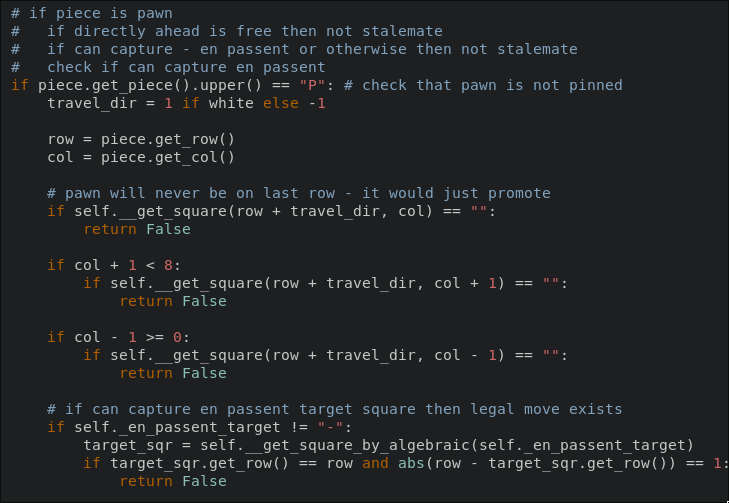 # if piece is pawn
#   if directly ahead is free then not stalemate
#   if can capture - en passent or otherwise then not stalemate
#   check if can capture en passent
if piece.get_piece().upper() == "P": # check that pawn is not pinned
    travel_dir = 1 if white else -1

    row = piece.get_row()
    col = piece.get_col()

    # pawn will never be on last row - it would just promote
    if self.__get_square(row + travel_dir, col) == "":
        return False

    if col + 1 < 8:
        if self.__get_square(row + travel_dir, col + 1) == "":
            return False

    if col - 1 >= 0:
        if self.__get_square(row + travel_dir, col - 1) == "":
            return False

    # if can capture en passent target square then legal move exists
    if self._en_passent_target != "-":
        target_sqr = self.__get_square_by_algebraic(self._en_passent_target)
        if target_sqr.get_row() == row and abs(row - target_sqr.get_row()) == 1:
            return False